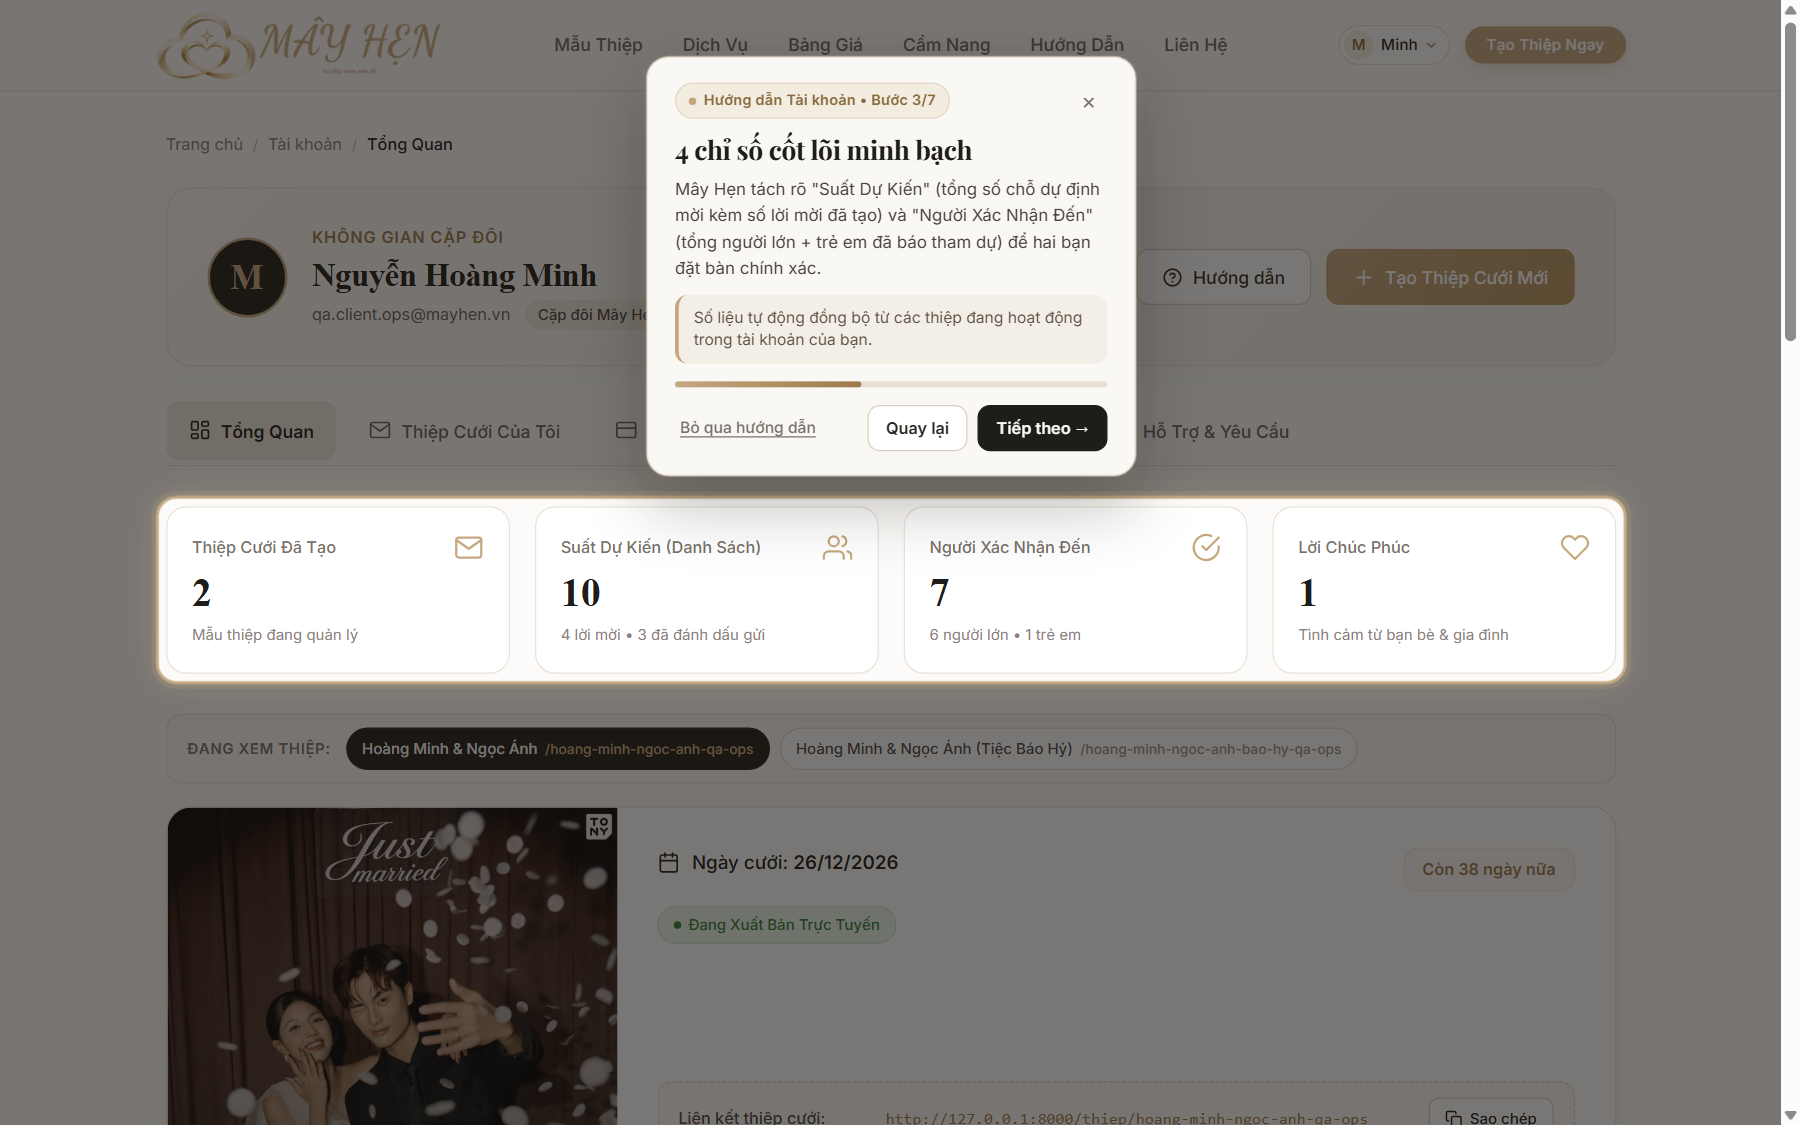 MÂY HẸN
Mẫu Thiệp
Dịch Vụ
Bảng Giá
Cẩm Nang
Hướng Dẫn
Liên Hệ
M Minh
Tạo Thiệp Ngay
Hướng dẫn Tài khoản • Bước 3/7
4 chỉ số cốt lõi minh bạch
Mây Hẹn tách rõ "Suất Dự Kiến" (tổng số chỗ dự định
mời kèm số lời mời đã tạo) và "Người Xác Nhận Đến"
(tổng người lớn + trẻ em đã báo tham dự) để hai bạn
đặt bàn chính xác.
Số liệu tự động đồng bộ từ các thiệp đang hoạt động
trong tài khoản của bạn.
Bỏ qua hướng dẫn
Quay lại
Tiếp theo →
Trang chủ / Tài khoản / Tổng Quan
M
KHÔNG GIAN CẶP ĐÔI
Nguyễn Hoàng Minh
qa.client.ops@mayhen.vn
Cặp đôi Mây
Hướng dẫn
+ Tạo Thiệp Cưới Mới
Tổng Quan
Thiệp Cưới Của Tôi
Hỗ Trợ & Yêu Cầu
Thiệp Cưới Đã Tạo
2
Mẫu thiệp đang quản lý
Suất Dự Kiến (Danh Sách)
10
4 lời mời • 3 đã đánh dấu gửi
Người Xác Nhận Đến
7
6 người lớn • 1 trẻ em
Lời Chúc Phúc
1
Tình cảm từ bạn bè & gia đình
ĐANG XEM THIỆP:
Hoàng Minh & Ngọc Ánh /hoang-minh-ngoc-anh-qa-ops
Hoàng Minh & Ngọc Ánh (Tiệc Báo Hỷ) /hoang-minh-ngoc-anh-bao-hy-qa-ops
Just
married
TO
NY
Ngày cưới: 26/12/2026
Còn 38 ngày nữa
Đang Xuất Bản Trực Tuyến
Liên kết thiệp cưới:
http://127.0.0.1:8000/thiep/hoang-minh-ngoc-anh-qa-ops
Sao chép